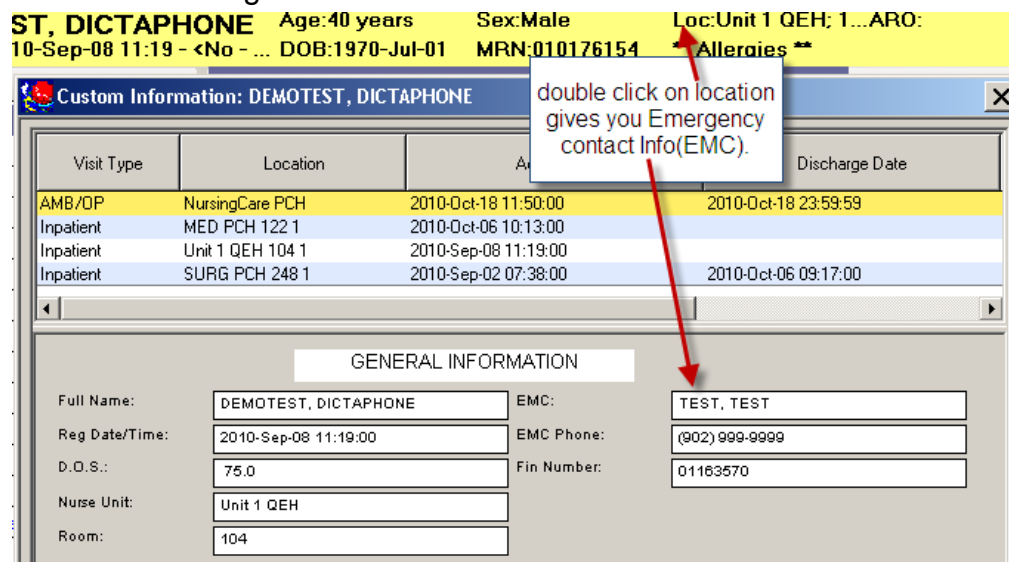 ST, DICTAPHONE Age:40 years Sex:Male Loc:Unit 1 QEH; 1...ARO:
10-Sep-08 11:19 - <No - ... DOB:1970-Jul-01 MRN:010176154 ** Allergies **
double click on location
gives you Emergency
contact Info(EMC).
Custom Information: DEMOTEST, DICTAPHONE
Visit Type Location Discharge Date
AMB/OP NursingCare PCH 2010-Oct-18 11:50:00 2010-Oct-18 23:59:59
Inpatient MED PCH 122 1 2010-Oct-06 10:13:00
Inpatient Unit 1 QEH 104 1 2010-Sep-08 11:19:00
Inpatient SURG PCH 248 1 2010-Sep-02 07:38:00 2010-Oct-06 09:17:00
GENERAL INFORMATION
Full Name: DEMOTEST, DICTAPHONE EMC: TEST, TEST
Reg Date/Time: 2010-Sep-08 11:19:00 EMC Phone: (902) 999-9999
D.O.S.: 75.0 Fin Number: 01163570
Nurse Unit: Unit 1 QEH
Room: 104